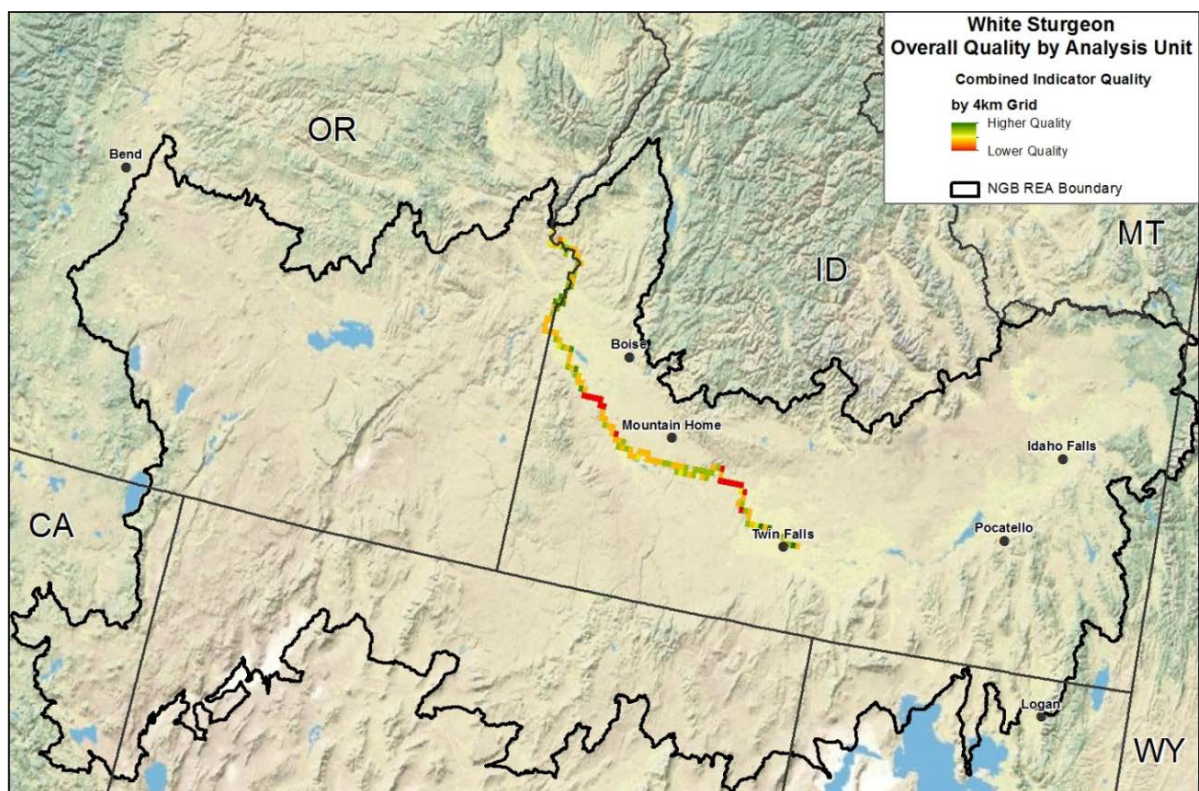 White Sturgeon
Overall Quality by Analysis Unit
Combined Indicator Quality
by 4km Grid
Higher Quality
Lower Quality
NGB REA Boundary
OR
Bend
MT
ID
Boise
Mountain Home
Idaho Falls
CA
Twin Falls
Pocatello
Logan
WY